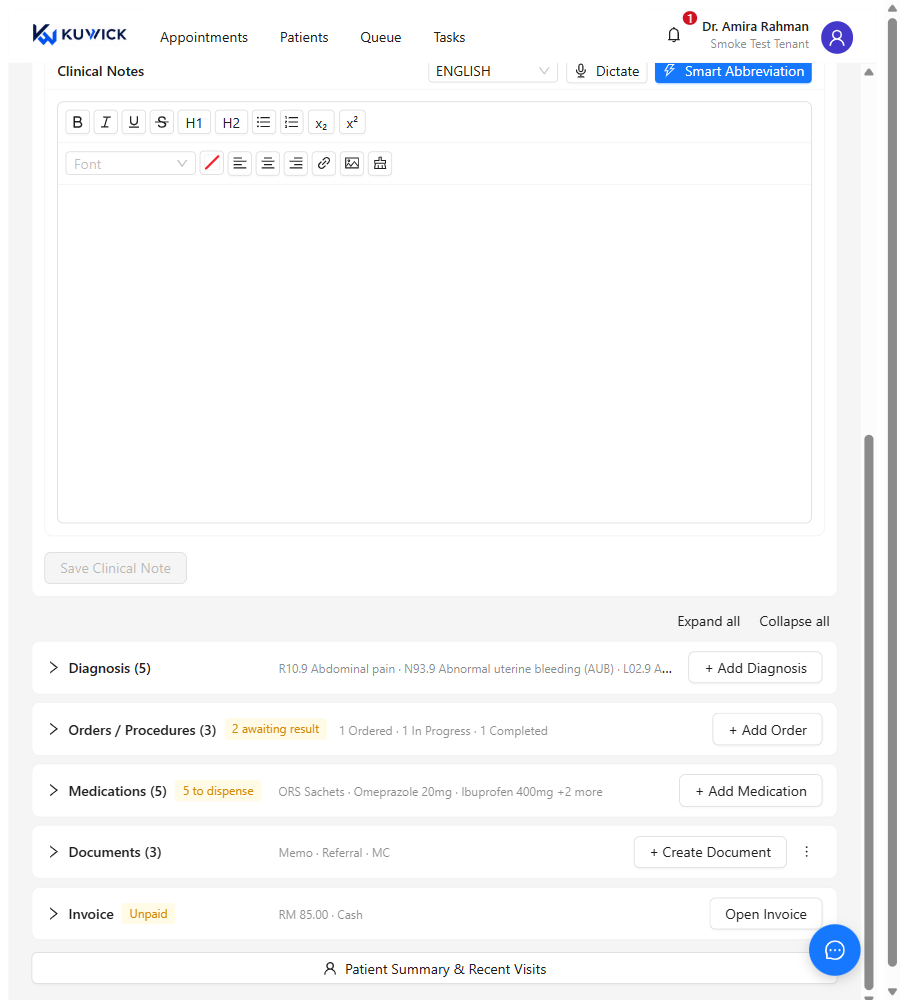 KUWICK
Appointments Patients Queue Tasks
1
Dr. Amira Rahman
Smoke Test Tenant
Clinical Notes
ENGLISH
Dictate
Smart Abbreviation
B I U S H1 H2 x₂ x²
Font
Save Clinical Note
Expand all Collapse all
Diagnosis (5) R10.9 Abdominal pain · N93.9 Abnormal uterine bleeding (AUB) · L02.9 A... + Add Diagnosis
Orders / Procedures (3) 2 awaiting result 1 Ordered · 1 In Progress · 1 Completed + Add Order
Medications (5) 5 to dispense ORS Sachets · Omeprazole 20mg · Ibuprofen 400mg +2 more + Add Medication
Documents (3) Memo · Referral · MC + Create Document
Invoice Unpaid RM 85.00 · Cash Open Invoice
Patient Summary & Recent Visits